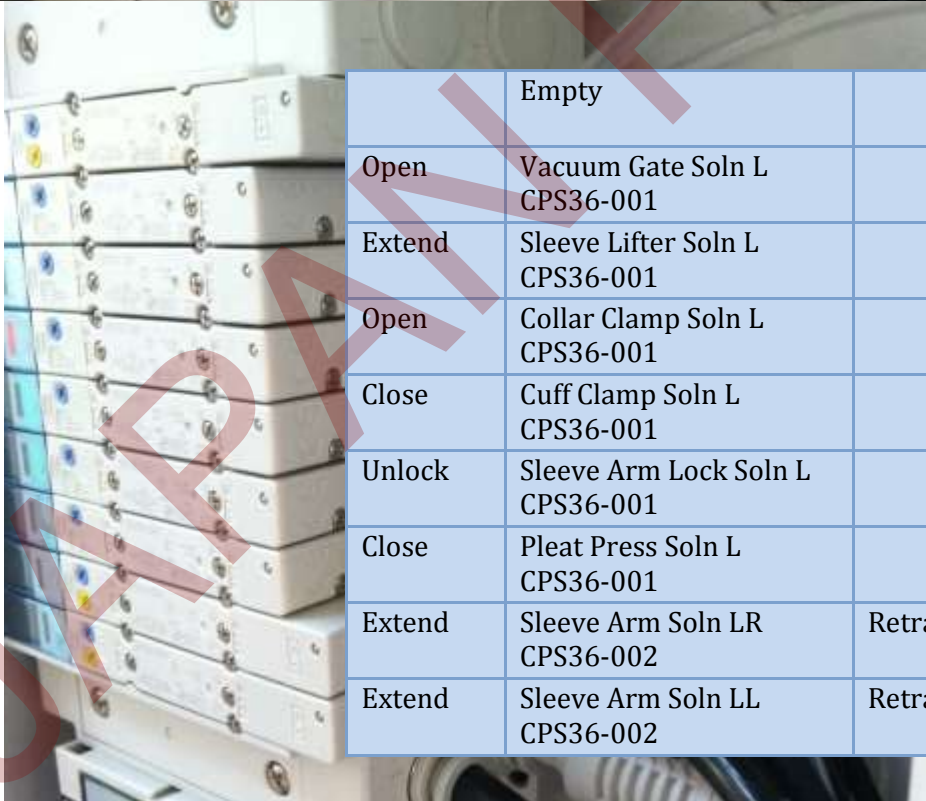 Empty
Open Vacuum Gate Soln L
CPS36-001
Extend Sleeve Lifter Soln L
CPS36-001
Open Collar Clamp Soln L
CPS36-001
Close Cuff Clamp Soln L
CPS36-001
Unlock Sleeve Arm Lock Soln L
CPS36-001
Close Pleat Press Soln L
CPS36-001
Extend Sleeve Arm Soln LR Retra
CPS36-002
Extend Sleeve Arm Soln LL Retra
CPS36-002